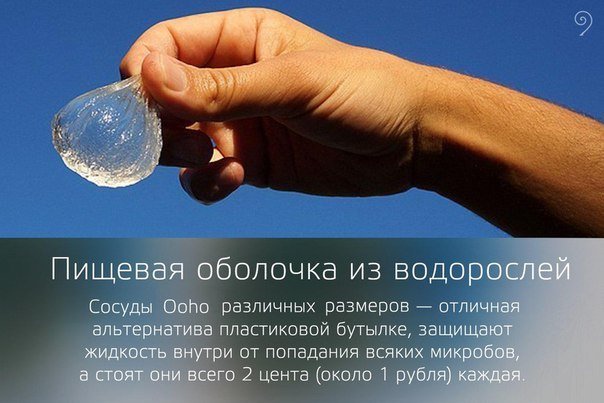 Пищевая оболочка из водорослей
Сосуды Ooho различных размеров — отличная
альтернатива пластиковой бутылке, защищают
жидкость внутри от попадания всяких микробов,
а стоят они всего 2 цента (около 1 рубля) каждая.